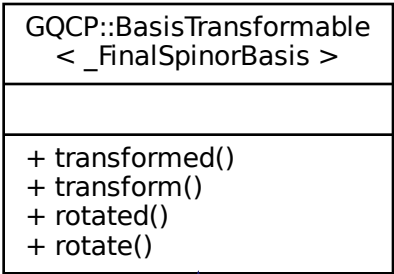 GQCP::BasisTransformable
< _FinalSpinorBasis >
+ transformed()
+ transform()
+ rotated()
+ rotate()